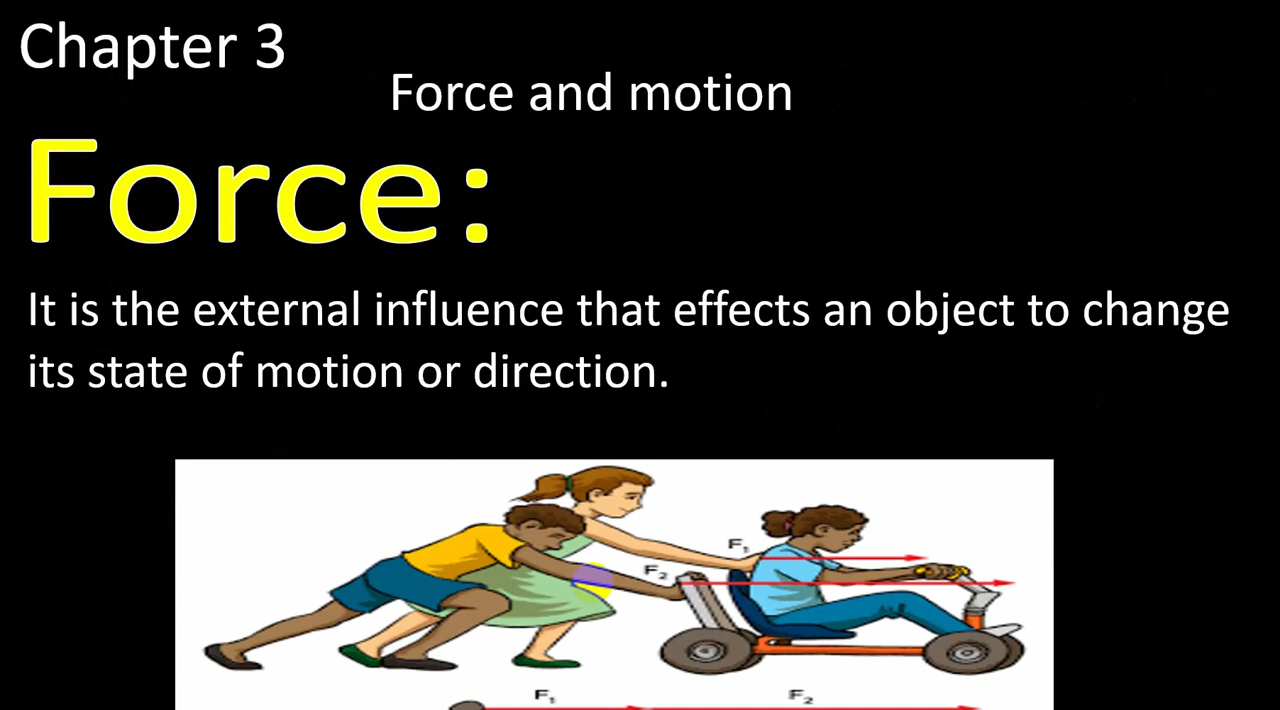 Chapter 3
Force and motion
Force:
It is the external influence that effects an object to change
its state of motion or direction.
F₁
F₂
F₁ F₂